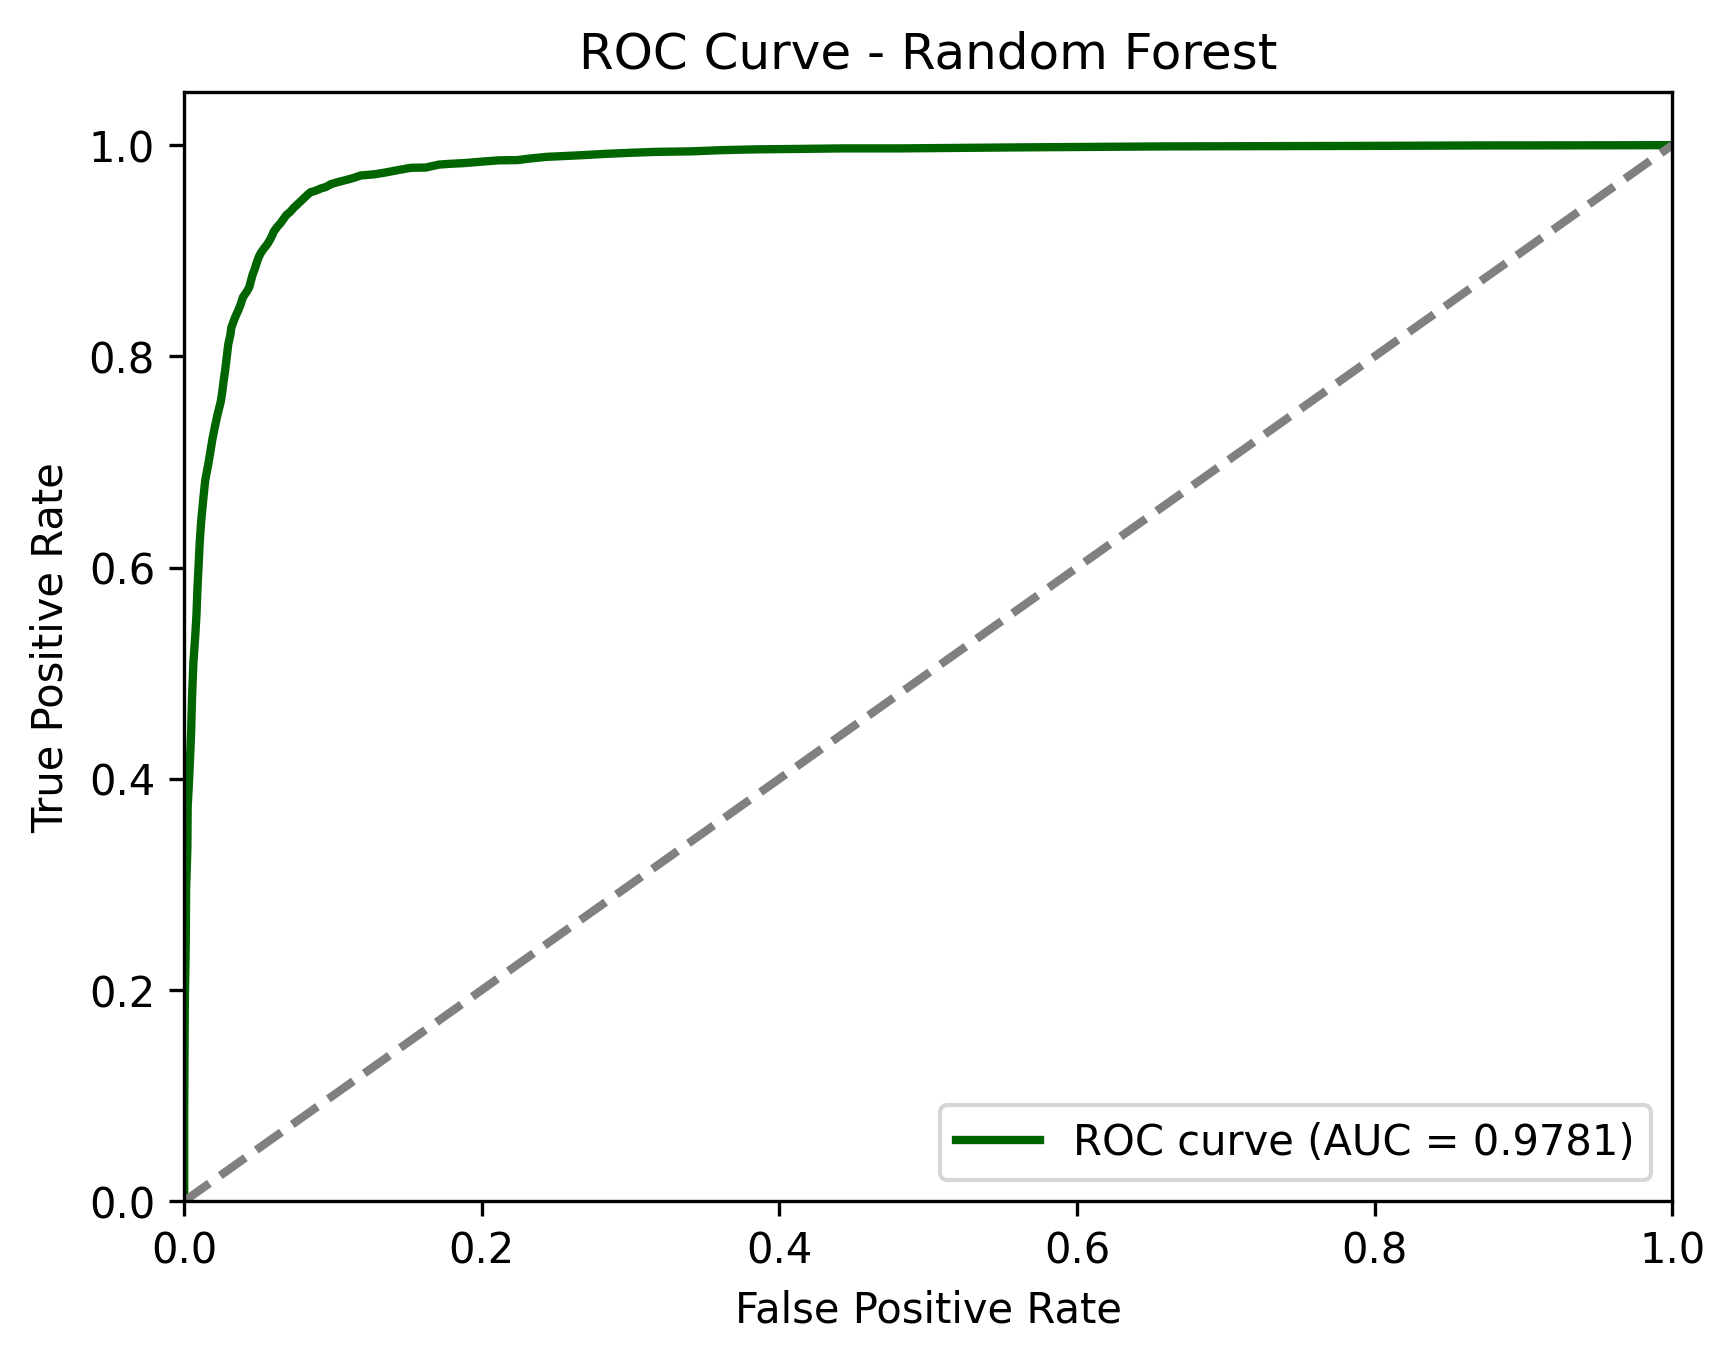 ROC Curve - Random Forest
1.0
0.8
0.6
0.4
0.2
0.0
True Positive Rate
ROC curve (AUC = 0.9781)
0.0 0.2 0.4 0.6 0.8 1.0
False Positive Rate